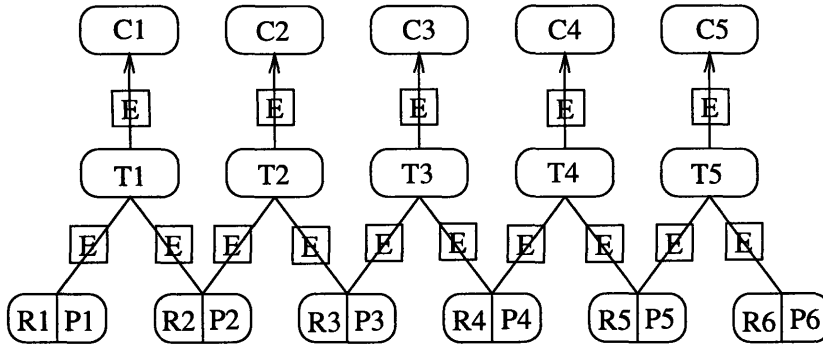 C1 C2 C3 C4 C5
E E E E E
T1 T2 T3 T4 T5
E E E E E E E E E E
R1 P1 R2 P2 R3 P3 R4 P4 R5 P5 R6 P6